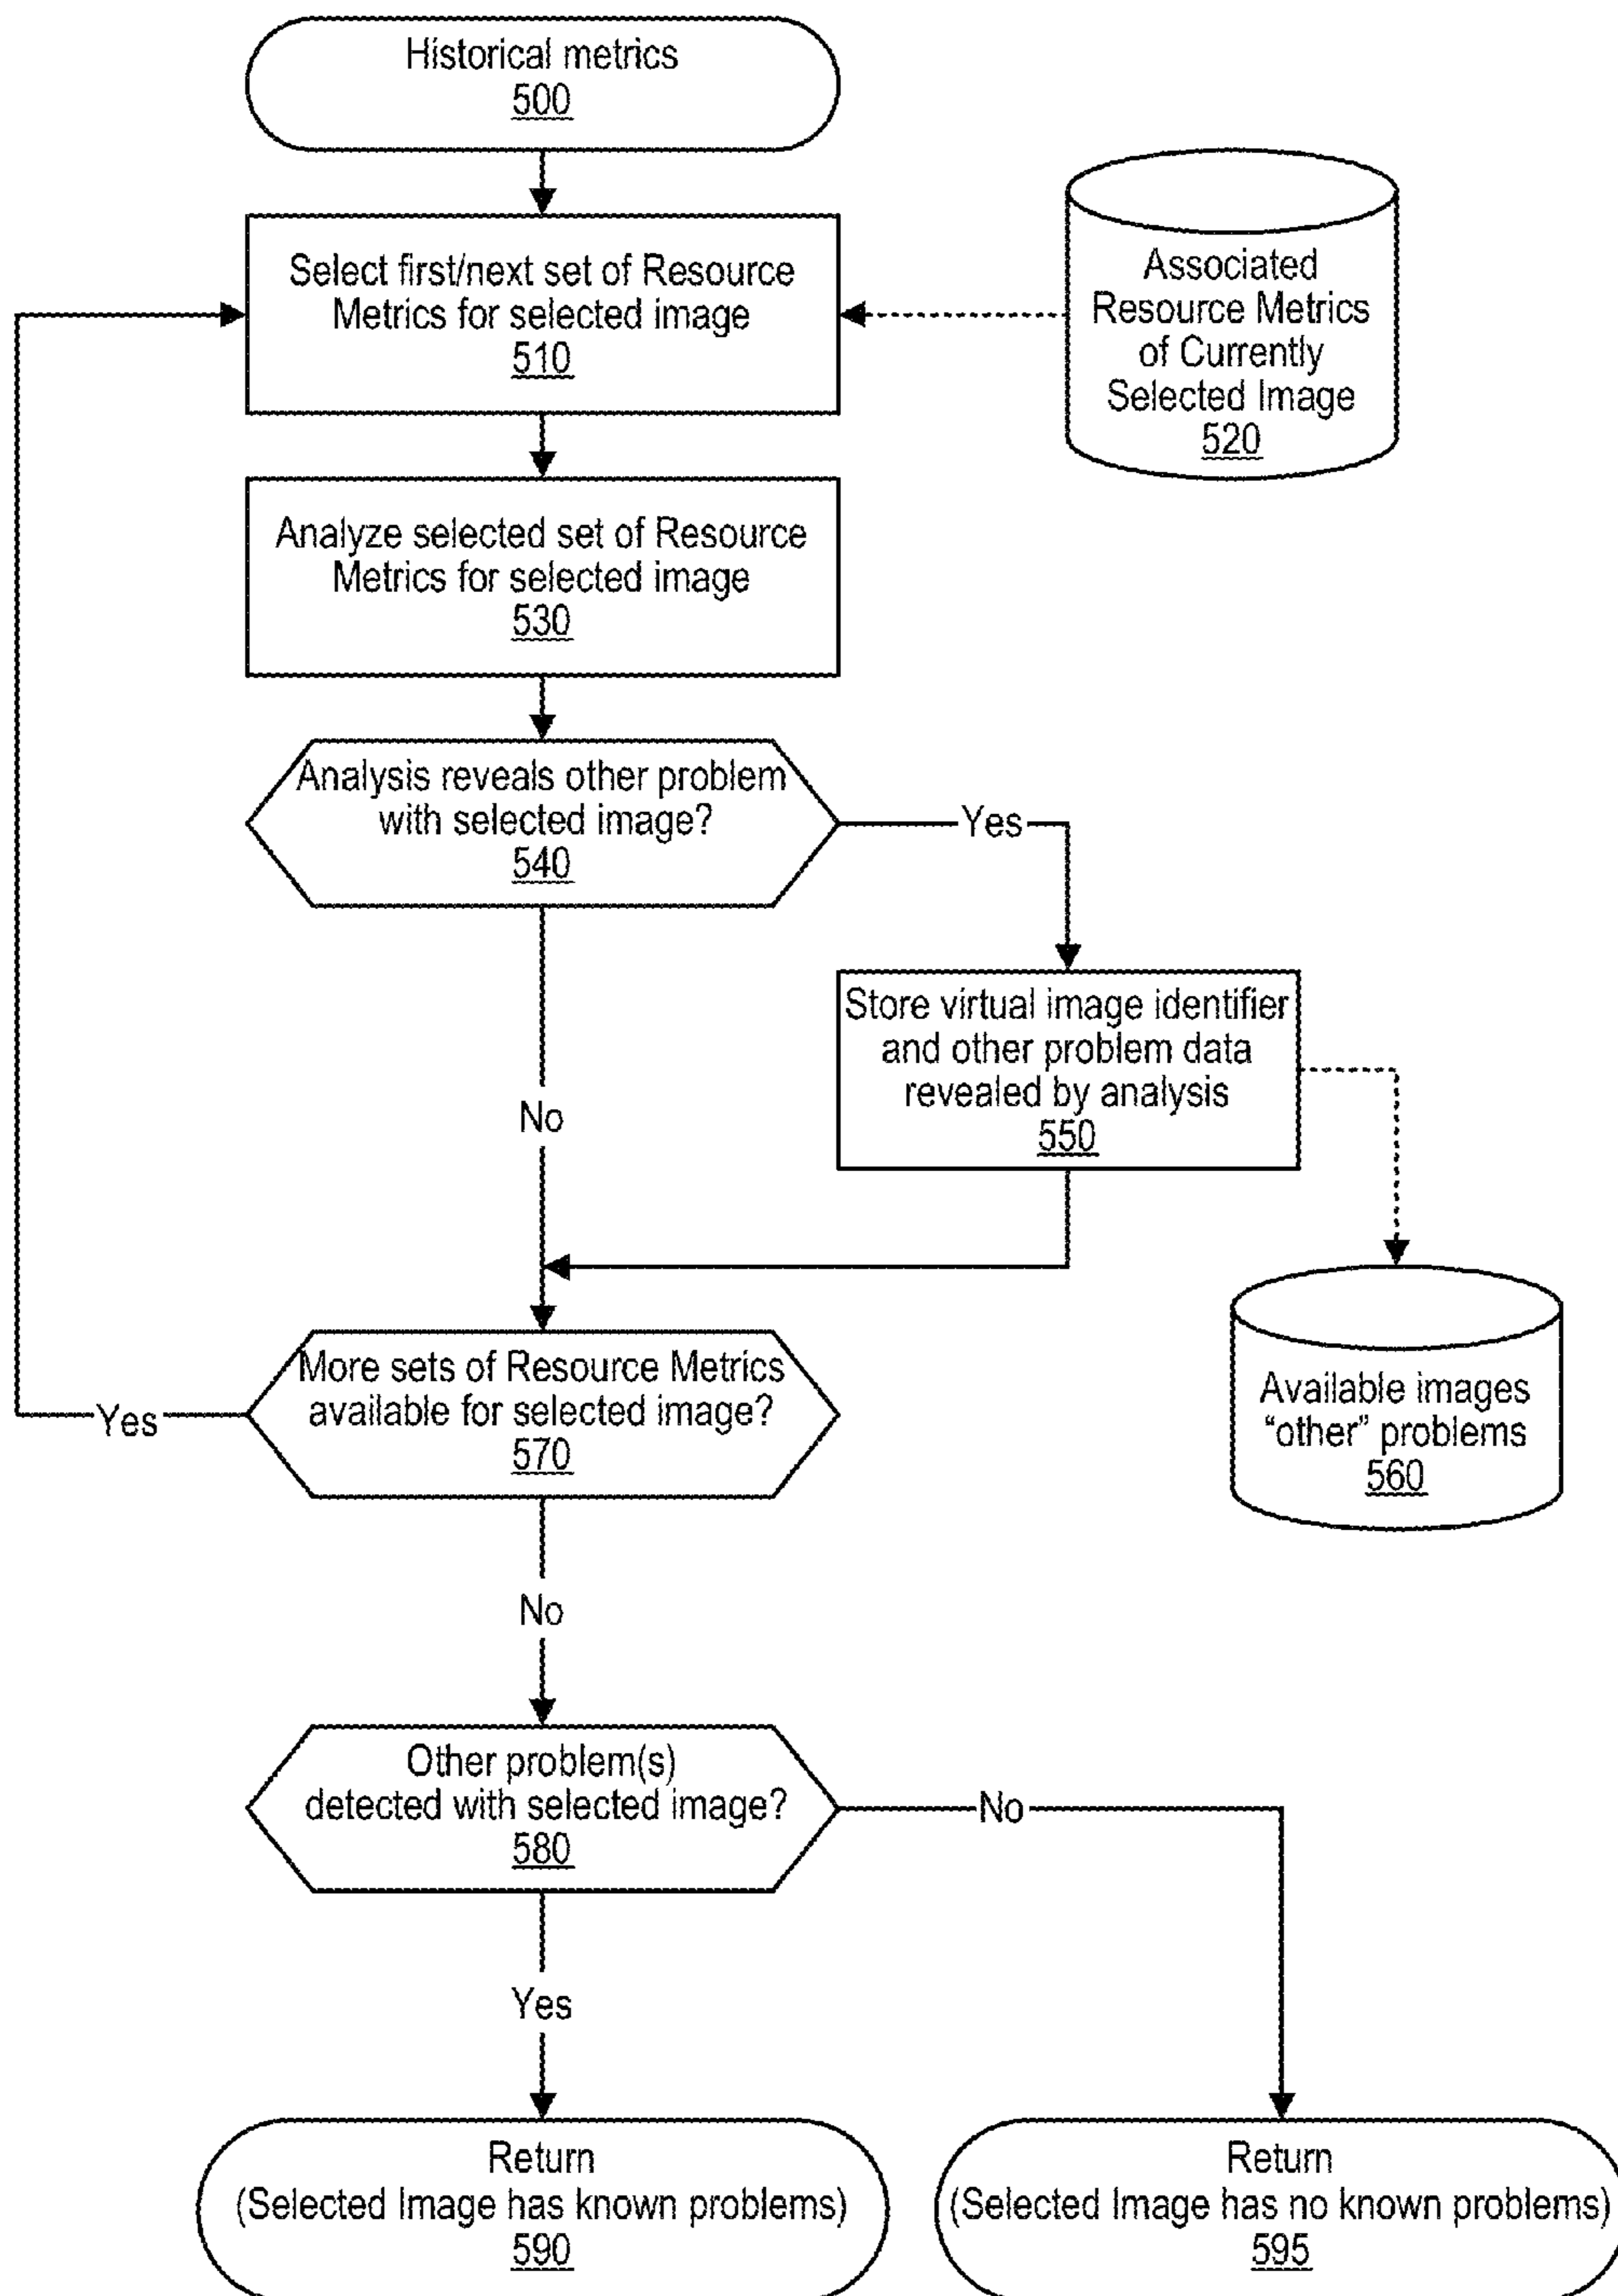 Historical metrics
500
Select first/next set of Resource
Metrics for selected image
510
Associated
Resource Metrics
of Currently
Selected Image
520
Analyze selected set of Resource
Metrics for selected image
530
Analysis reveals other problem
with selected image?
540
Yes
Store virtual image identifier
and other problem data
revealed by analysis
550
No
More sets of Resource Metrics
available for selected image?
570
Yes
Available images
“other” problems
560
No
Other problem(s)
detected with selected image?
580
No
Yes
Return
(Selected Image has known problems)
590
Return
(Selected Image has no known problems)
595